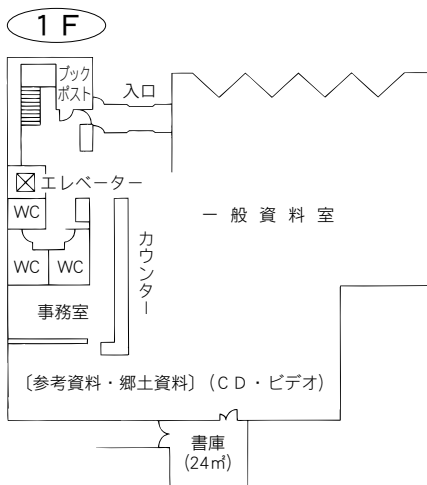 1F
ブック
ポスト
入口
エレベーター
WC
一般資料室
カウンター
WC WC
事務室
〔参考資料・郷土資料〕(CD・ビデオ)
書庫
(24㎡)